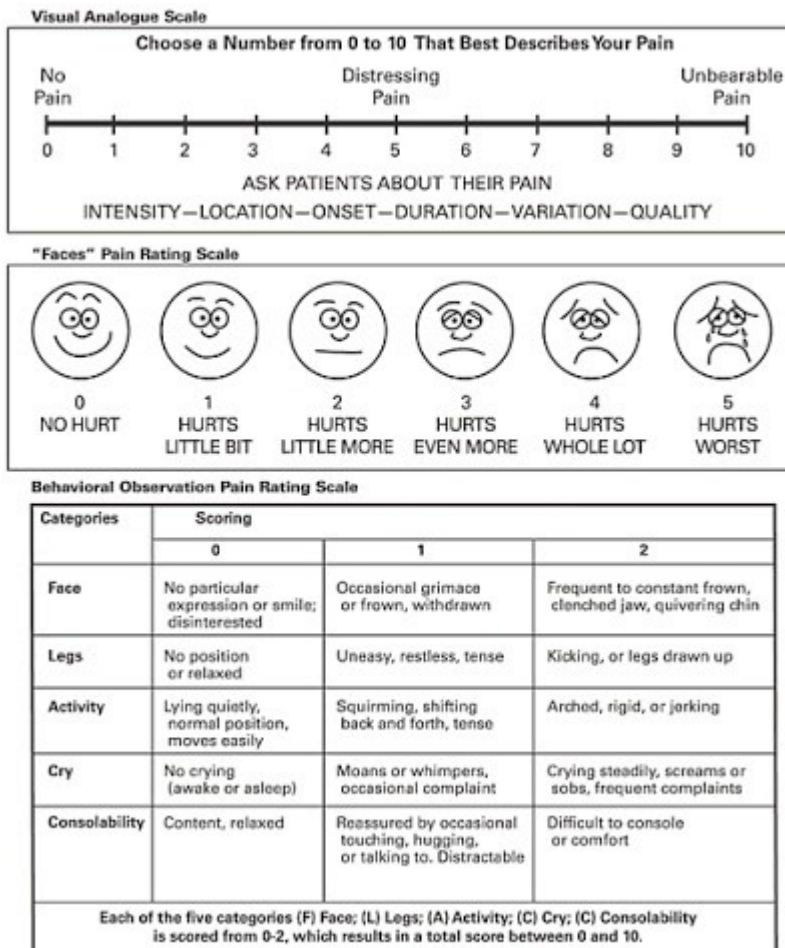 Visual Analogue Scale
Choose a Number from 0 to 10 That Best Describes Your Pain
No Distressing Unbearable
Pain Pain Pain
0 1 2 3 4 5 6 7 8 9 10
ASK PATIENTS ABOUT THEIR PAIN
INTENSITY—LOCATION—ONSET—DURATION—VARIATION—QUALITY
"Faces" Pain Rating Scale
0 1 2 3 4 5
NO HURT HURTS HURTS HURTS HURTS HURTS
LITTLE BIT LITTLE MORE EVEN MORE WHOLE LOT WORST
Behavioral Observation Pain Rating Scale
Categories Scoring
0 1 2
Face
No particular
expression or smile;
disinterested
Occasional grimace
or frown, withdrawn
Frequent to constant frown,
clenched jaw, quivering chin
Legs
No position
or relaxed
Uneasy, restless, tense
Kicking, or legs drawn up
Activity
Lying quietly,
normal position,
moves easily
Squirming, shifting
back and forth, tense
Arched, rigid, or jerking
Cry
No crying
(awake or asleep)
Moans or whimpers,
occasional complaint
Crying steadily, screams or
sobs, frequent complaints
Consolability
Content, relaxed
Reassured by occasional
touching, hugging,
or talking to. Distractable
Difficult to console
or comfort
Each of the five categories (F) Face; (L) Legs; (A) Activity; (C) Cry; (C) Consolability
is scored from 0-2, which results in a total score between 0 and 10.